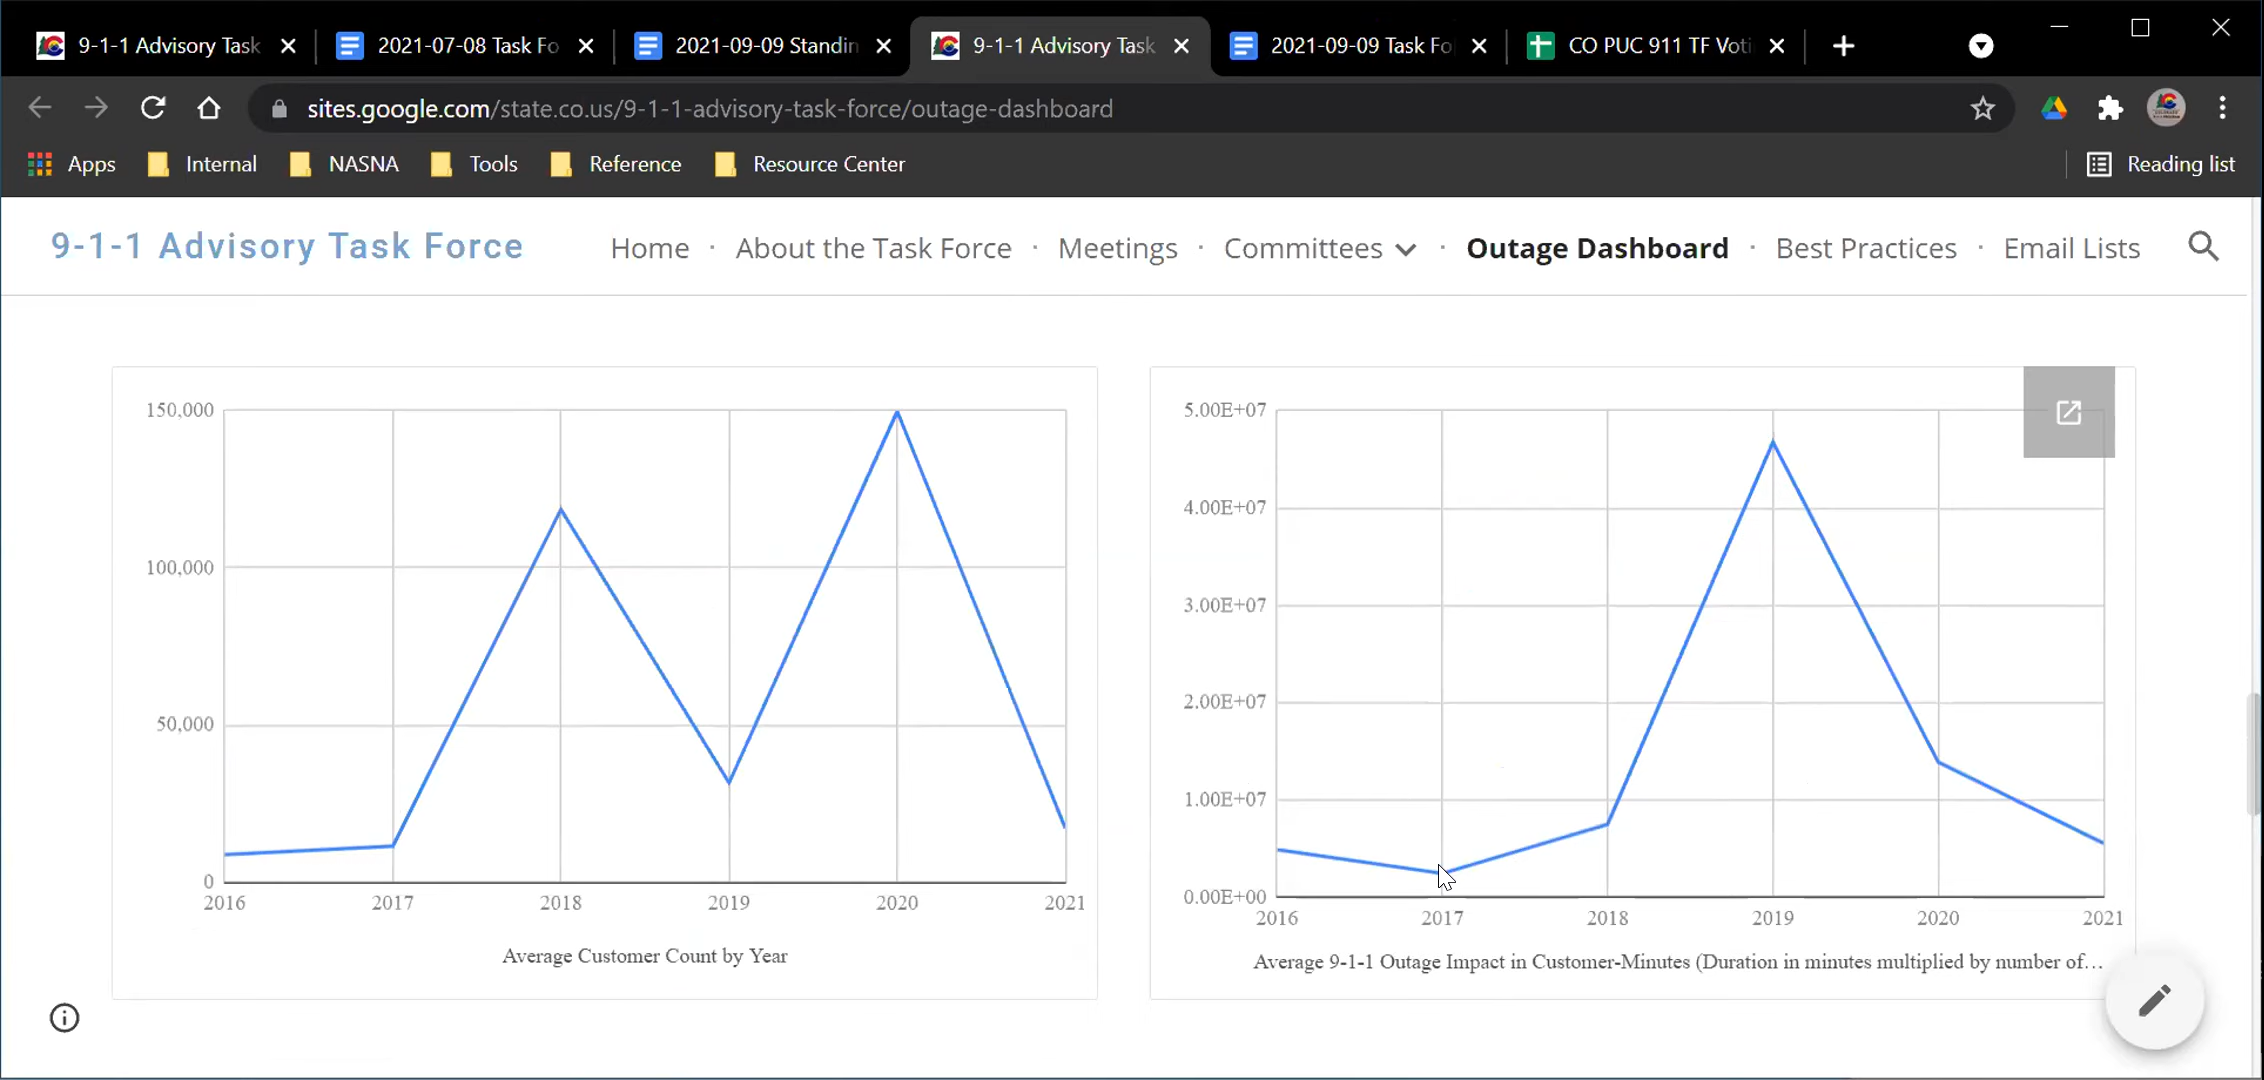 9-1-1 Advisory Task
2021-07-08 Task Fo
2021-09-09 Standin
9-1-1 Advisory Task
2021-09-09 Task Fo
CO PUC 911 TF Voti
sites.google.com/state.co.us/9-1-1-advisory-task-force/outage-dashboard
Apps
Internal
NASNA
Tools
Reference
Resource Center
Reading list
9-1-1 Advisory Task Force
Home · About the Task Force · Meetings · Committees · Outage Dashboard · Best Practices · Email Lists
150,000
100,000
50,000
0
2016 2017 2018 2019 2020 2021
Average Customer Count by Year
5.00E+07
4.00E+07
3.00E+07
2.00E+07
1.00E+07
0.00E+00
2016 2017 2018 2019 2020 2021
Average 9-1-1 Outage Impact in Customer-Minutes (Duration in minutes multiplied by number of...